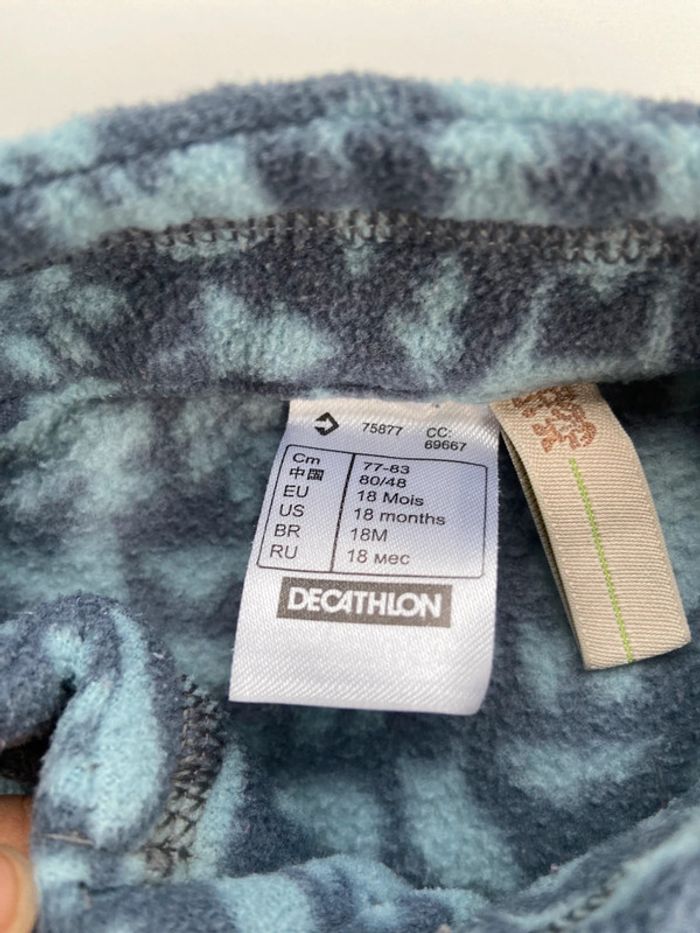 75877 CC:
69667
Cm 77-83
中国 80/48
EU 18 Mois
US 18 months
BR 18M
RU 18 мес
DECATHLON